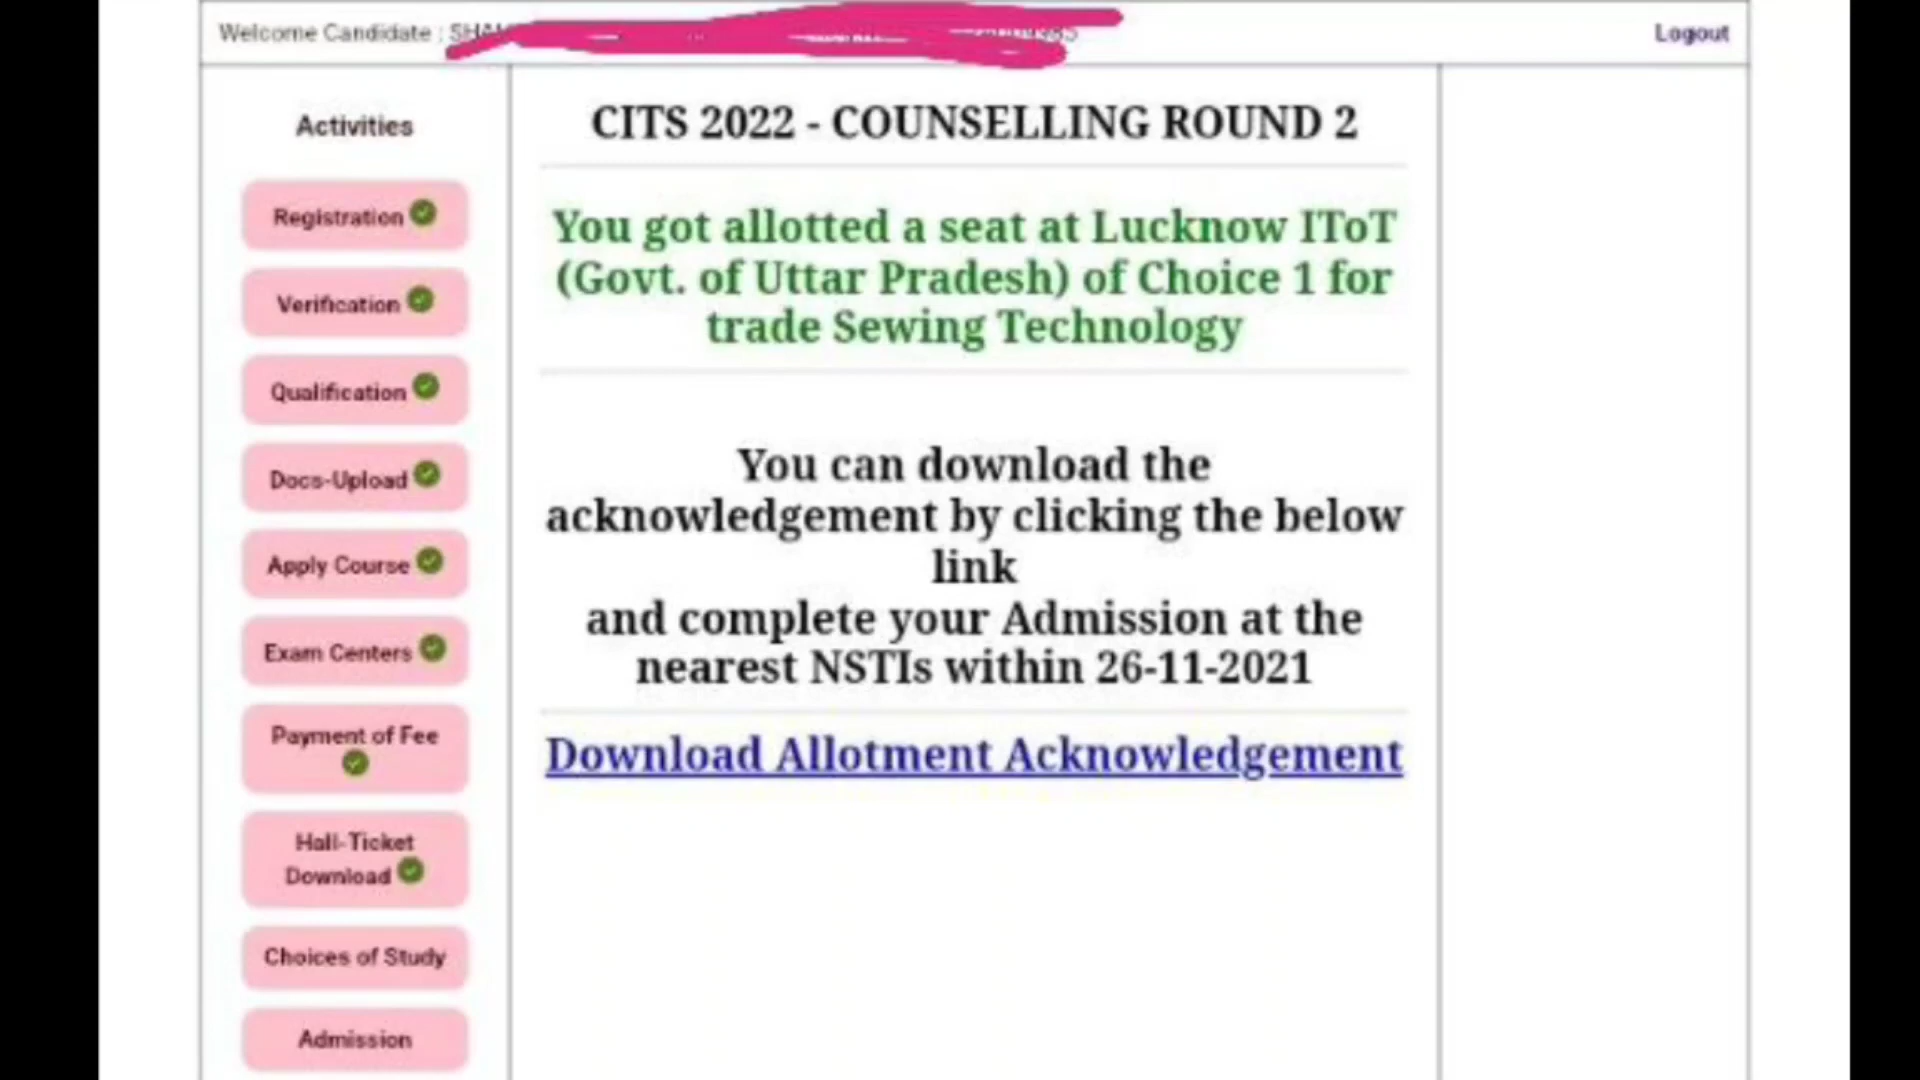 Welcome Candidate :
Logout
Activities
Registration
Verification
Qualification
Docs-Upload
Apply Course
Exam Centers
Payment of Fee
Hall-Ticket
Download
Choices of Study
Admission
CITS 2022 - COUNSELLING ROUND 2
You got allotted a seat at Lucknow IToT
(Govt. of Uttar Pradesh) of Choice 1 for
trade Sewing Technology
You can download the
acknowledgement by clicking the below
link
and complete your Admission at the
nearest NSTIs within 26-11-2021
Download Allotment Acknowledgement